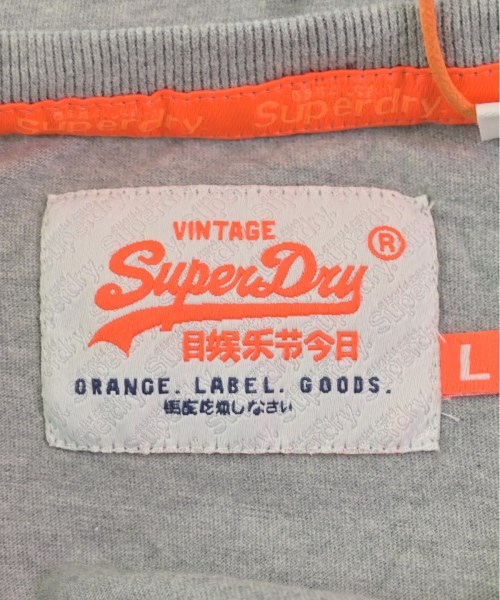 Superdry
Superdry
VINTAGE
SuperDry
®
目娱乐节今日
ORANGE. LABEL. GOODS.
L